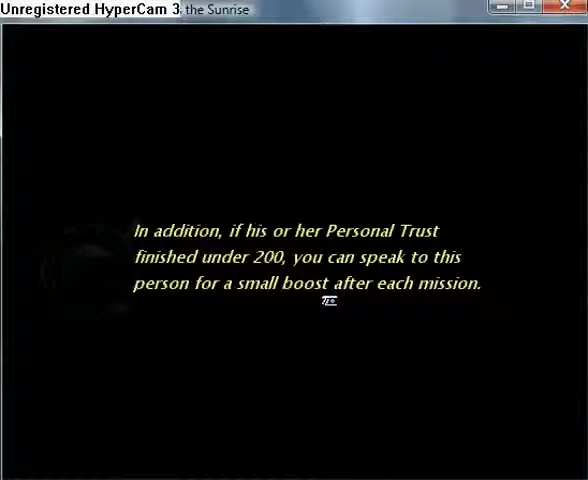 Unregistered HyperCam 3 the Sunrise
In addition, if his or her Personal Trust
finished under 200, you can speak to this
person for a small boost after each mission.